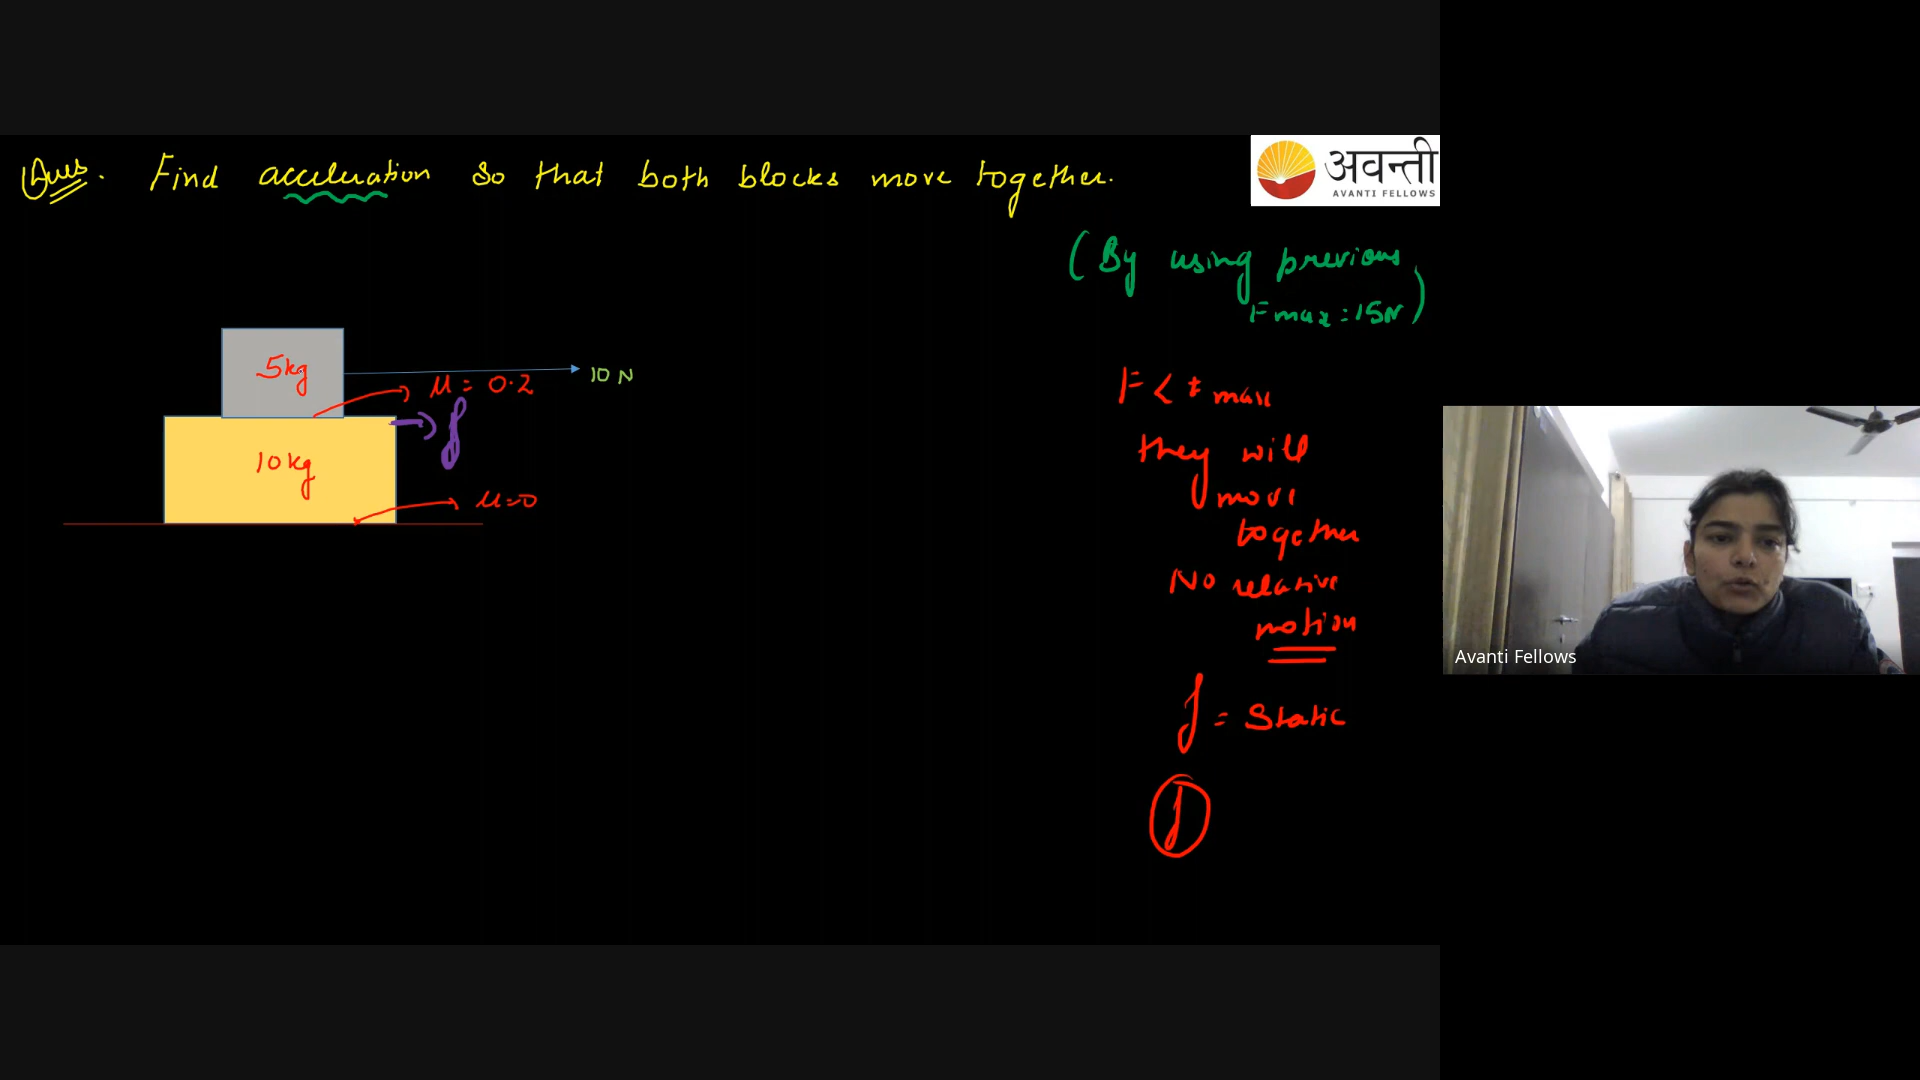 Ques. Find acceleration so that both blocks move together.
अवन्ती
AVANTI FELLOWS
(By using previous
Fmax = 15N)
5kg
10 N
μ = 0.2
f
10kg
μ=0
F < Fmax
they will
move
together
No relative
motion
f = Static
f
Avanti Fellows